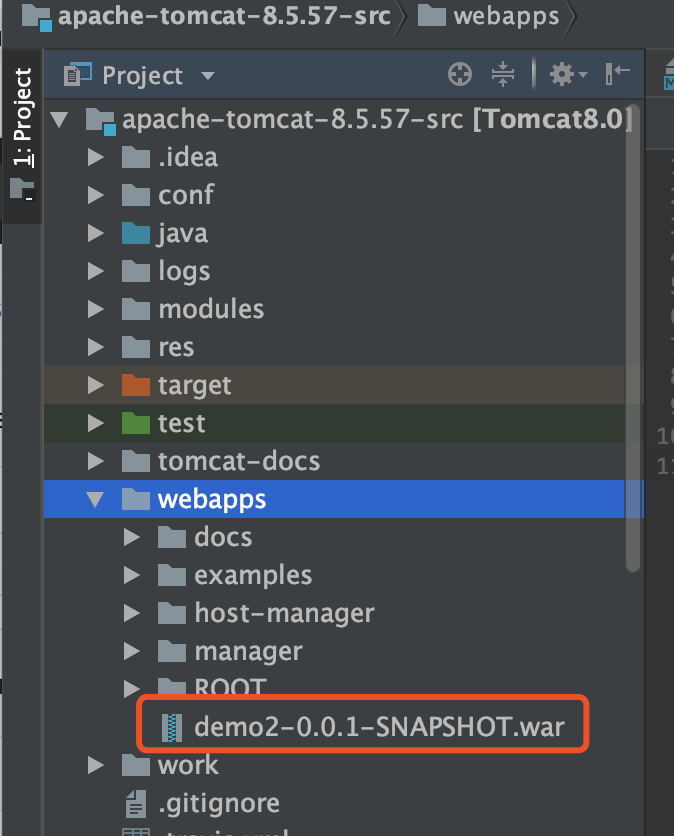 apache-tomcat-8.5.57-src
webapps
1: Project
Project
apache-tomcat-8.5.57-src [Tomcat8.0]
.idea
conf
java
logs
modules
res
target
test
tomcat-docs
webapps
docs
examples
host-manager
manager
ROOT
demo2-0.0.1-SNAPSHOT.war
work
.gitignore